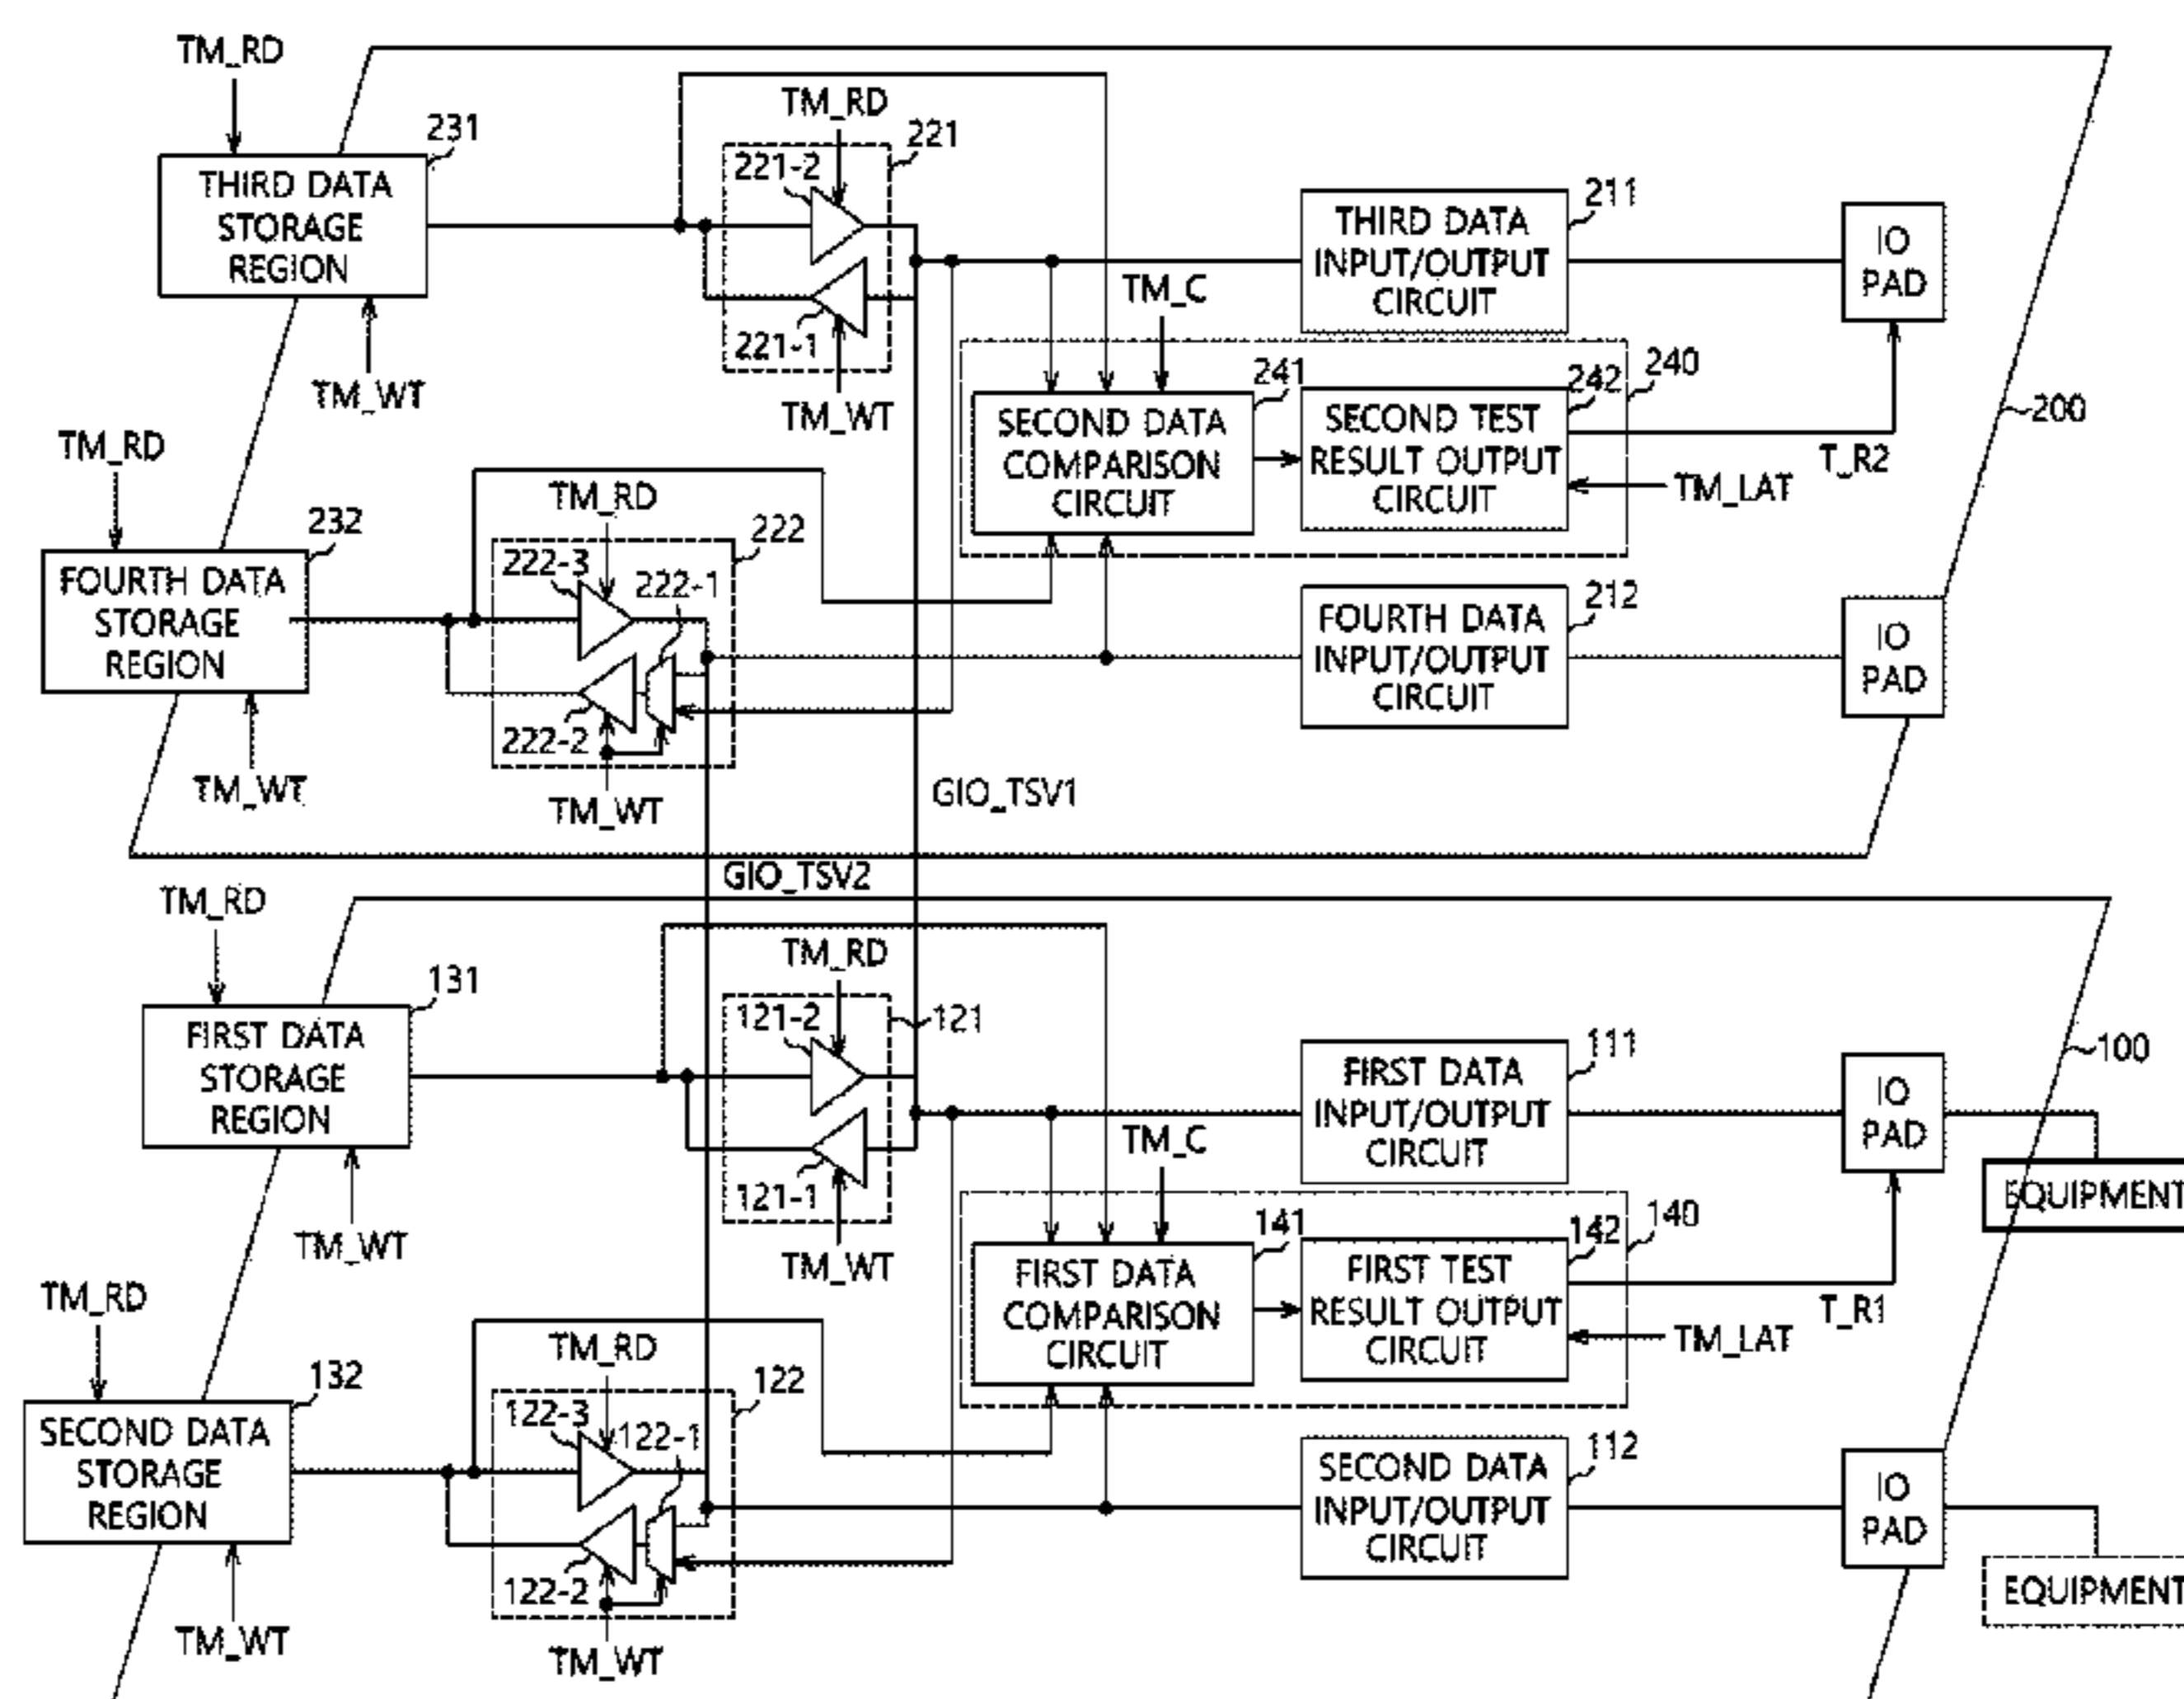 TM_RD
231
THIRD DATA
STORAGE
REGION
TM_WT
TM_RD
221
221-2
221-1
TM_WT
211
THIRD DATA
INPUT/OUTPUT
CIRCUIT
IO
PAD
TM_C
241
SECOND DATA
COMPARISON
CIRCUIT
242
SECOND TEST
RESULT OUTPUT
CIRCUIT
240
T_R2
TM_LAT
200
TM_RD
232
FOURTH DATA
STORAGE
REGION
TM_WT
TM_RD
222
222-3
222-1
222-2
TM_WT
212
FOURTH DATA
INPUT/OUTPUT
CIRCUIT
IO
PAD
GIO_TSV1
GIO_TSV2
TM_RD
131
FIRST DATA
STORAGE
REGION
TM_WT
TM_RD
121
121-2
121-1
TM_WT
111
FIRST DATA
INPUT/OUTPUT
CIRCUIT
IO
PAD
100
EQUIPMENT
TM_C
141
FIRST DATA
COMPARISON
CIRCUIT
142
FIRST TEST
RESULT OUTPUT
CIRCUIT
140
T_R1
TM_LAT
TM_RD
132
SECOND DATA
STORAGE
REGION
TM_WT
TM_RD
122
122-3
122-1
122-2
TM_WT
112
SECOND DATA
INPUT/OUTPUT
CIRCUIT
IO
PAD
EQUIPMENT